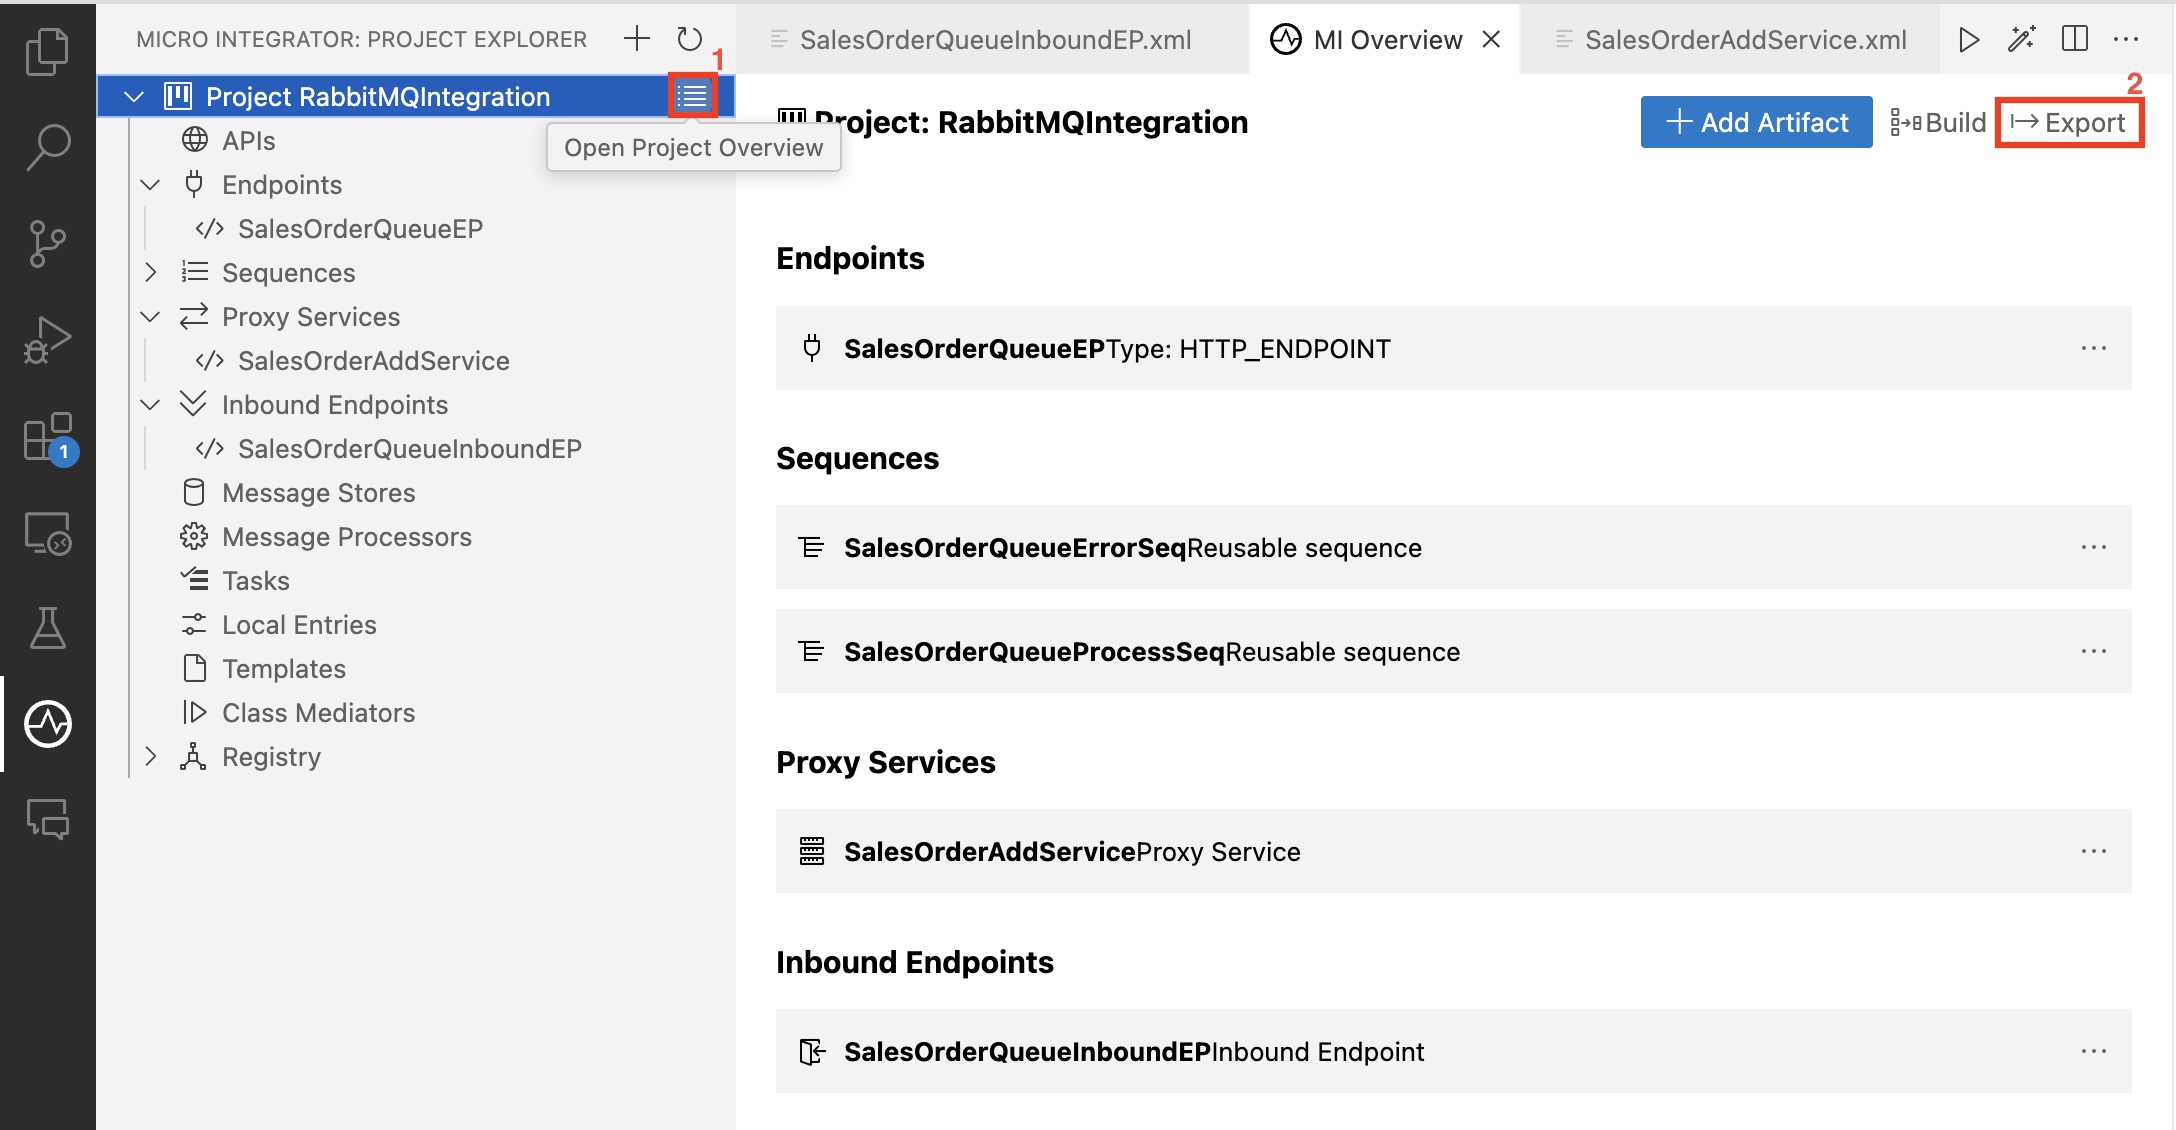 MICRO INTEGRATOR: PROJECT EXPLORER
1
Project RabbitMQIntegration
Open Project Overview
APIs
Endpoints
SalesOrderQueueEP
Sequences
Proxy Services
SalesOrderAddService
Inbound Endpoints
SalesOrderQueueInboundEP
Message Stores
Message Processors
Tasks
Local Entries
Templates
Class Mediators
Registry
1
SalesOrderQueueInboundEP.xml
MI Overview
SalesOrderAddService.xml
2
Project: RabbitMQIntegration
Add Artifact
Build
Export
Endpoints
SalesOrderQueueEPType: HTTP_ENDPOINT
Sequences
SalesOrderQueueErrorSeqReusable sequence
SalesOrderQueueProcessSeqReusable sequence
Proxy Services
SalesOrderAddServiceProxy Service
Inbound Endpoints
SalesOrderQueueInboundEPInbound Endpoint